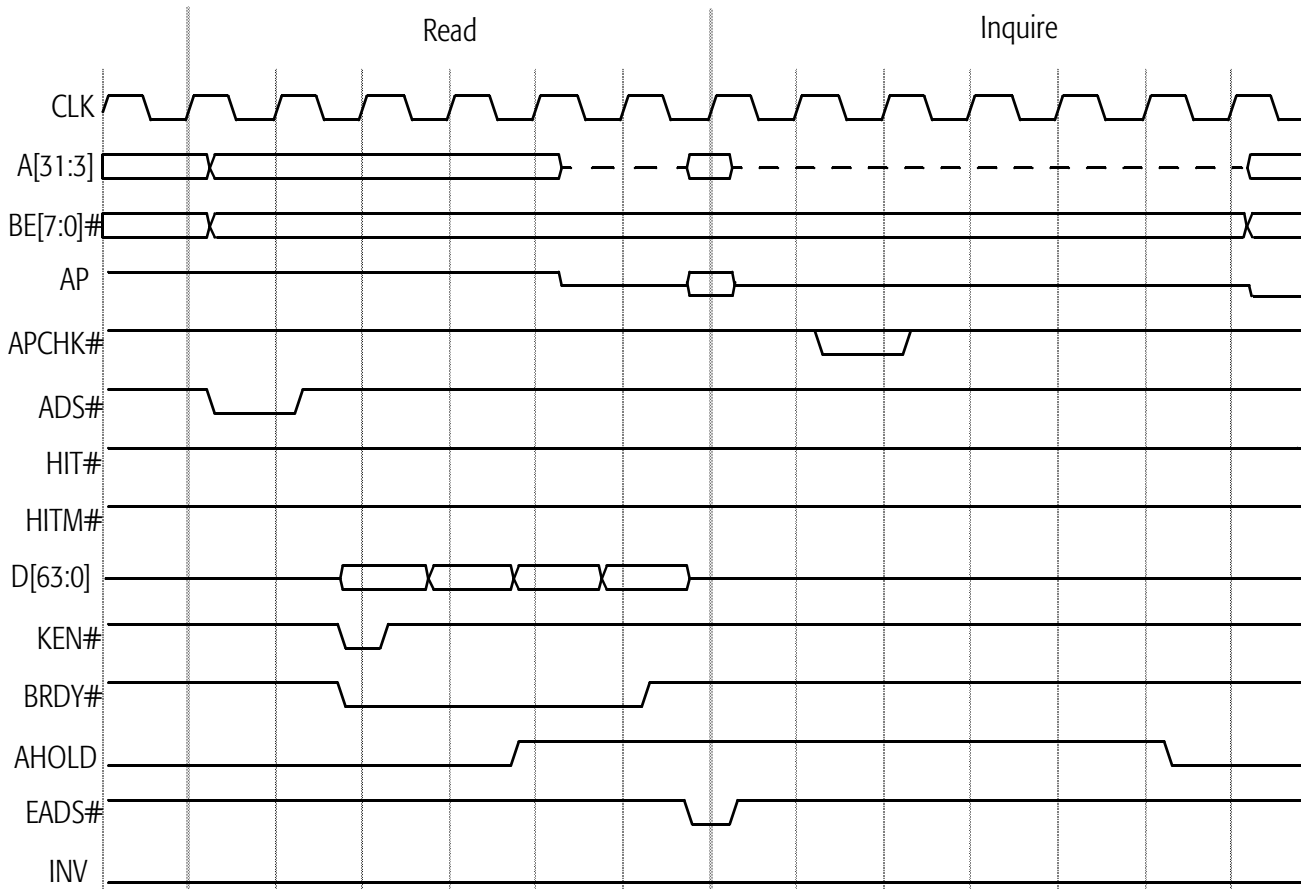 Read
Inquire
CLK
A[31:3]
BE[7:0]#
AP
APCHK#
ADS#
HIT#
HITM#
D[63:0]
KEN#
BRDY#
AHOLD
EADS#
INV